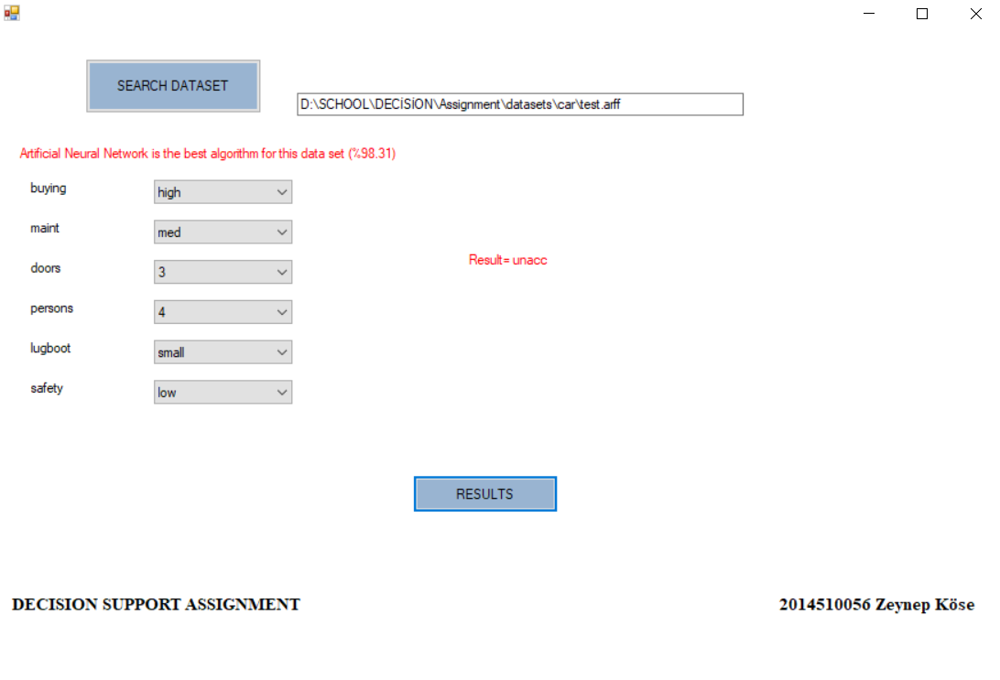 SEARCH DATASET
D:\SCHOOL\DECİSİON\Assignment\datasets\car\test.arff
Artificial Neural Network is the best algorithm for this data set (%98.31)
buying high
maint med
doors 3
persons 4
lugboot small
safety low
Result= unacc
RESULTS
DECISION SUPPORT ASSIGNMENT
2014510056 Zeynep Köse